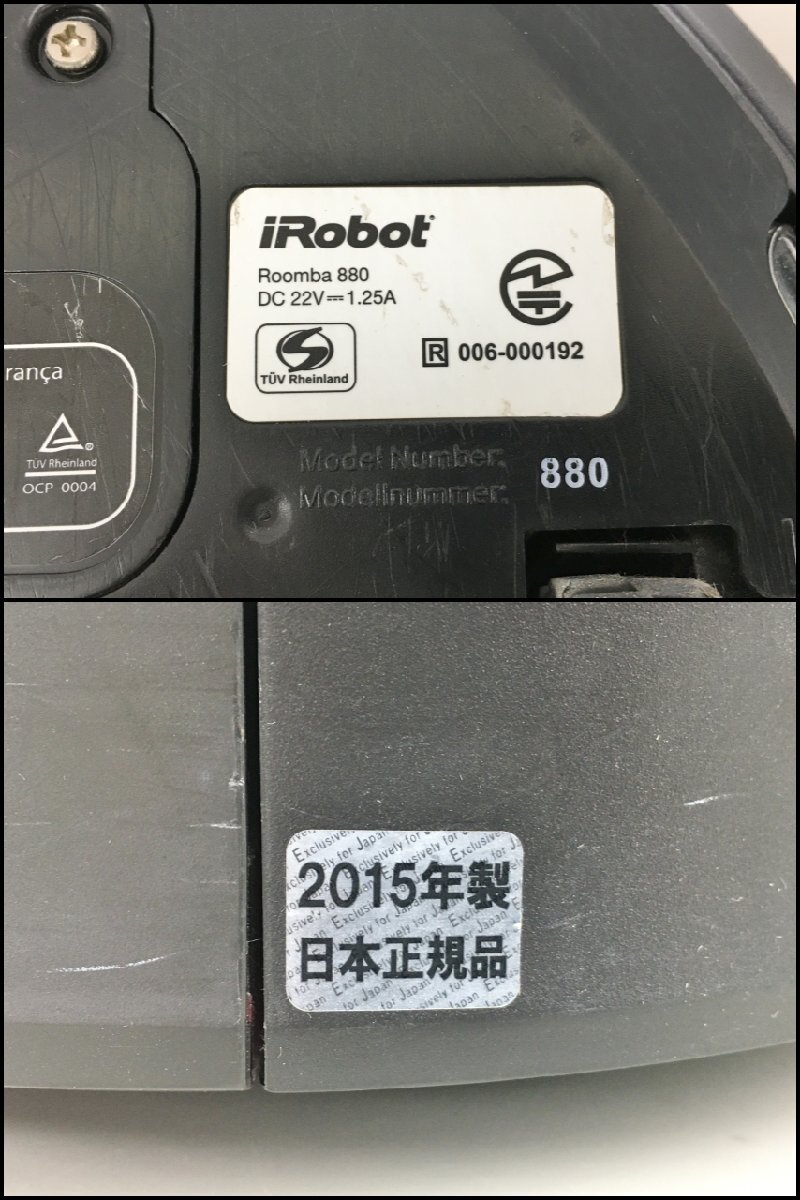 iRobot
Roomba 880
DC 22V⎓1.25A
TÜV Rheinland
R 006-000192
rança
TÜV Rheinland
OCP 0004
Model Number:
Modellnummer:
880
Exclusively for Japan
2015年製
日本正規品